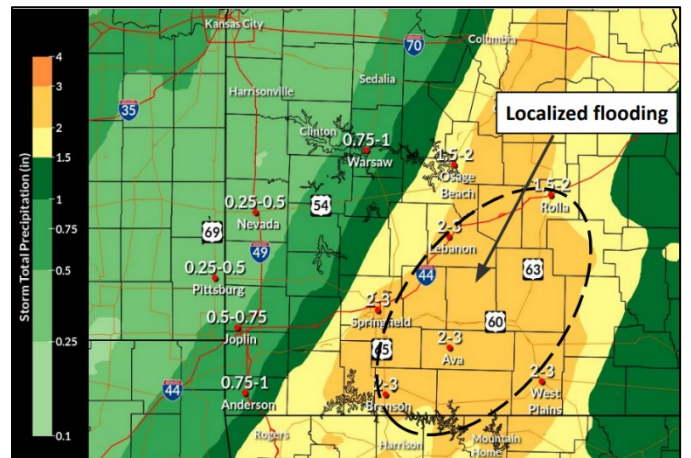 Storm Total Precipitation (in)
4
3
2
1.5
1
0.75
0.5
0.25
0.1
Kansas City
70
Columbia
Harrisonville
Sedalia
35
Localized flooding
Clinton
0.75-1
Warsaw
1.5-2
Osage
Beach
1.5-2
Rolla
0.25-0.5
Nevada
54
69
49
2-3
Lebanon
0.25-0.5
Pittsburg
44
63
2-3
Springfield
60
0.5-0.75
Joplin
65
2-3
Ava
44
0.75-1
Anderson
2-3
Branson
2-3
West
Plains
Rogers
Harrison
Mountain
Home